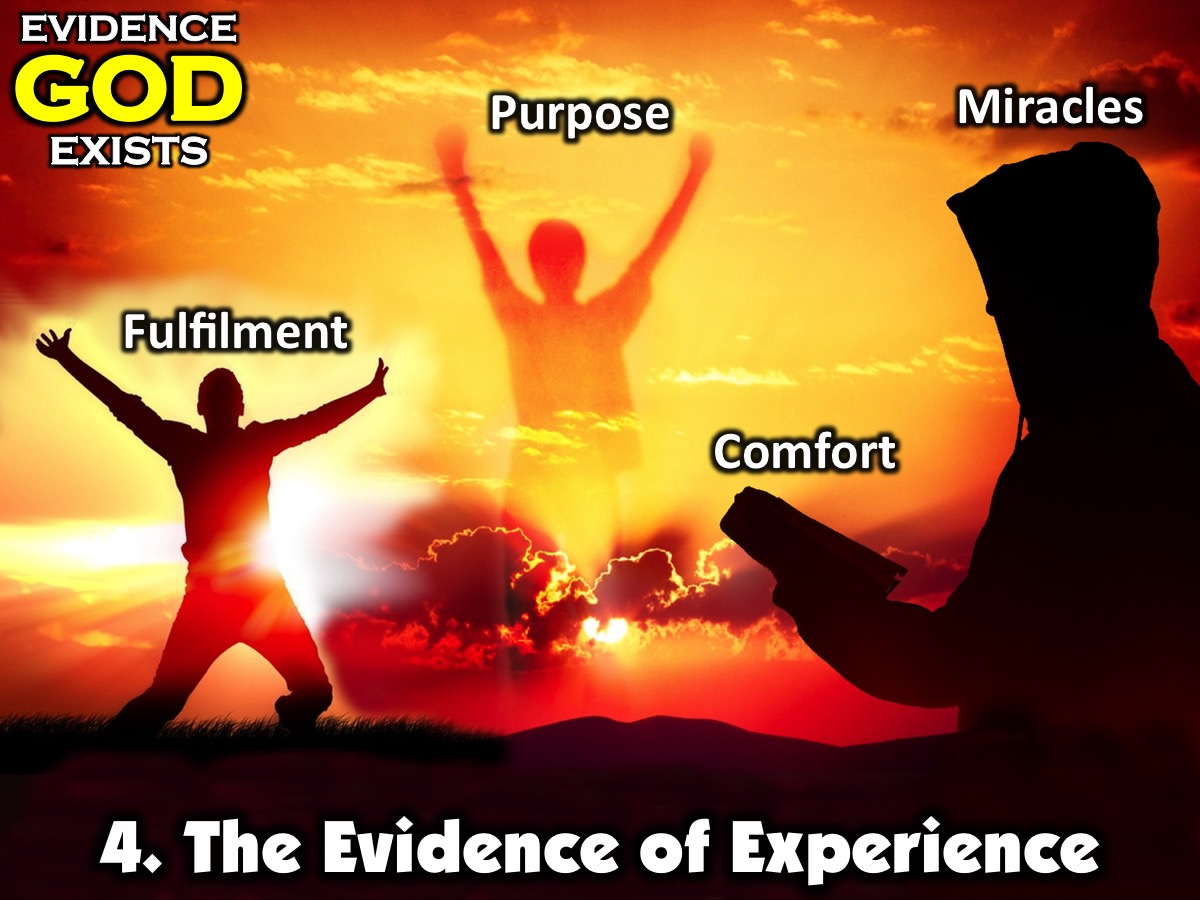 EVIDENCE
GOD
EXISTS
Purpose
Miracles
Fulfilment
Comfort
4. The Evidence of Experience